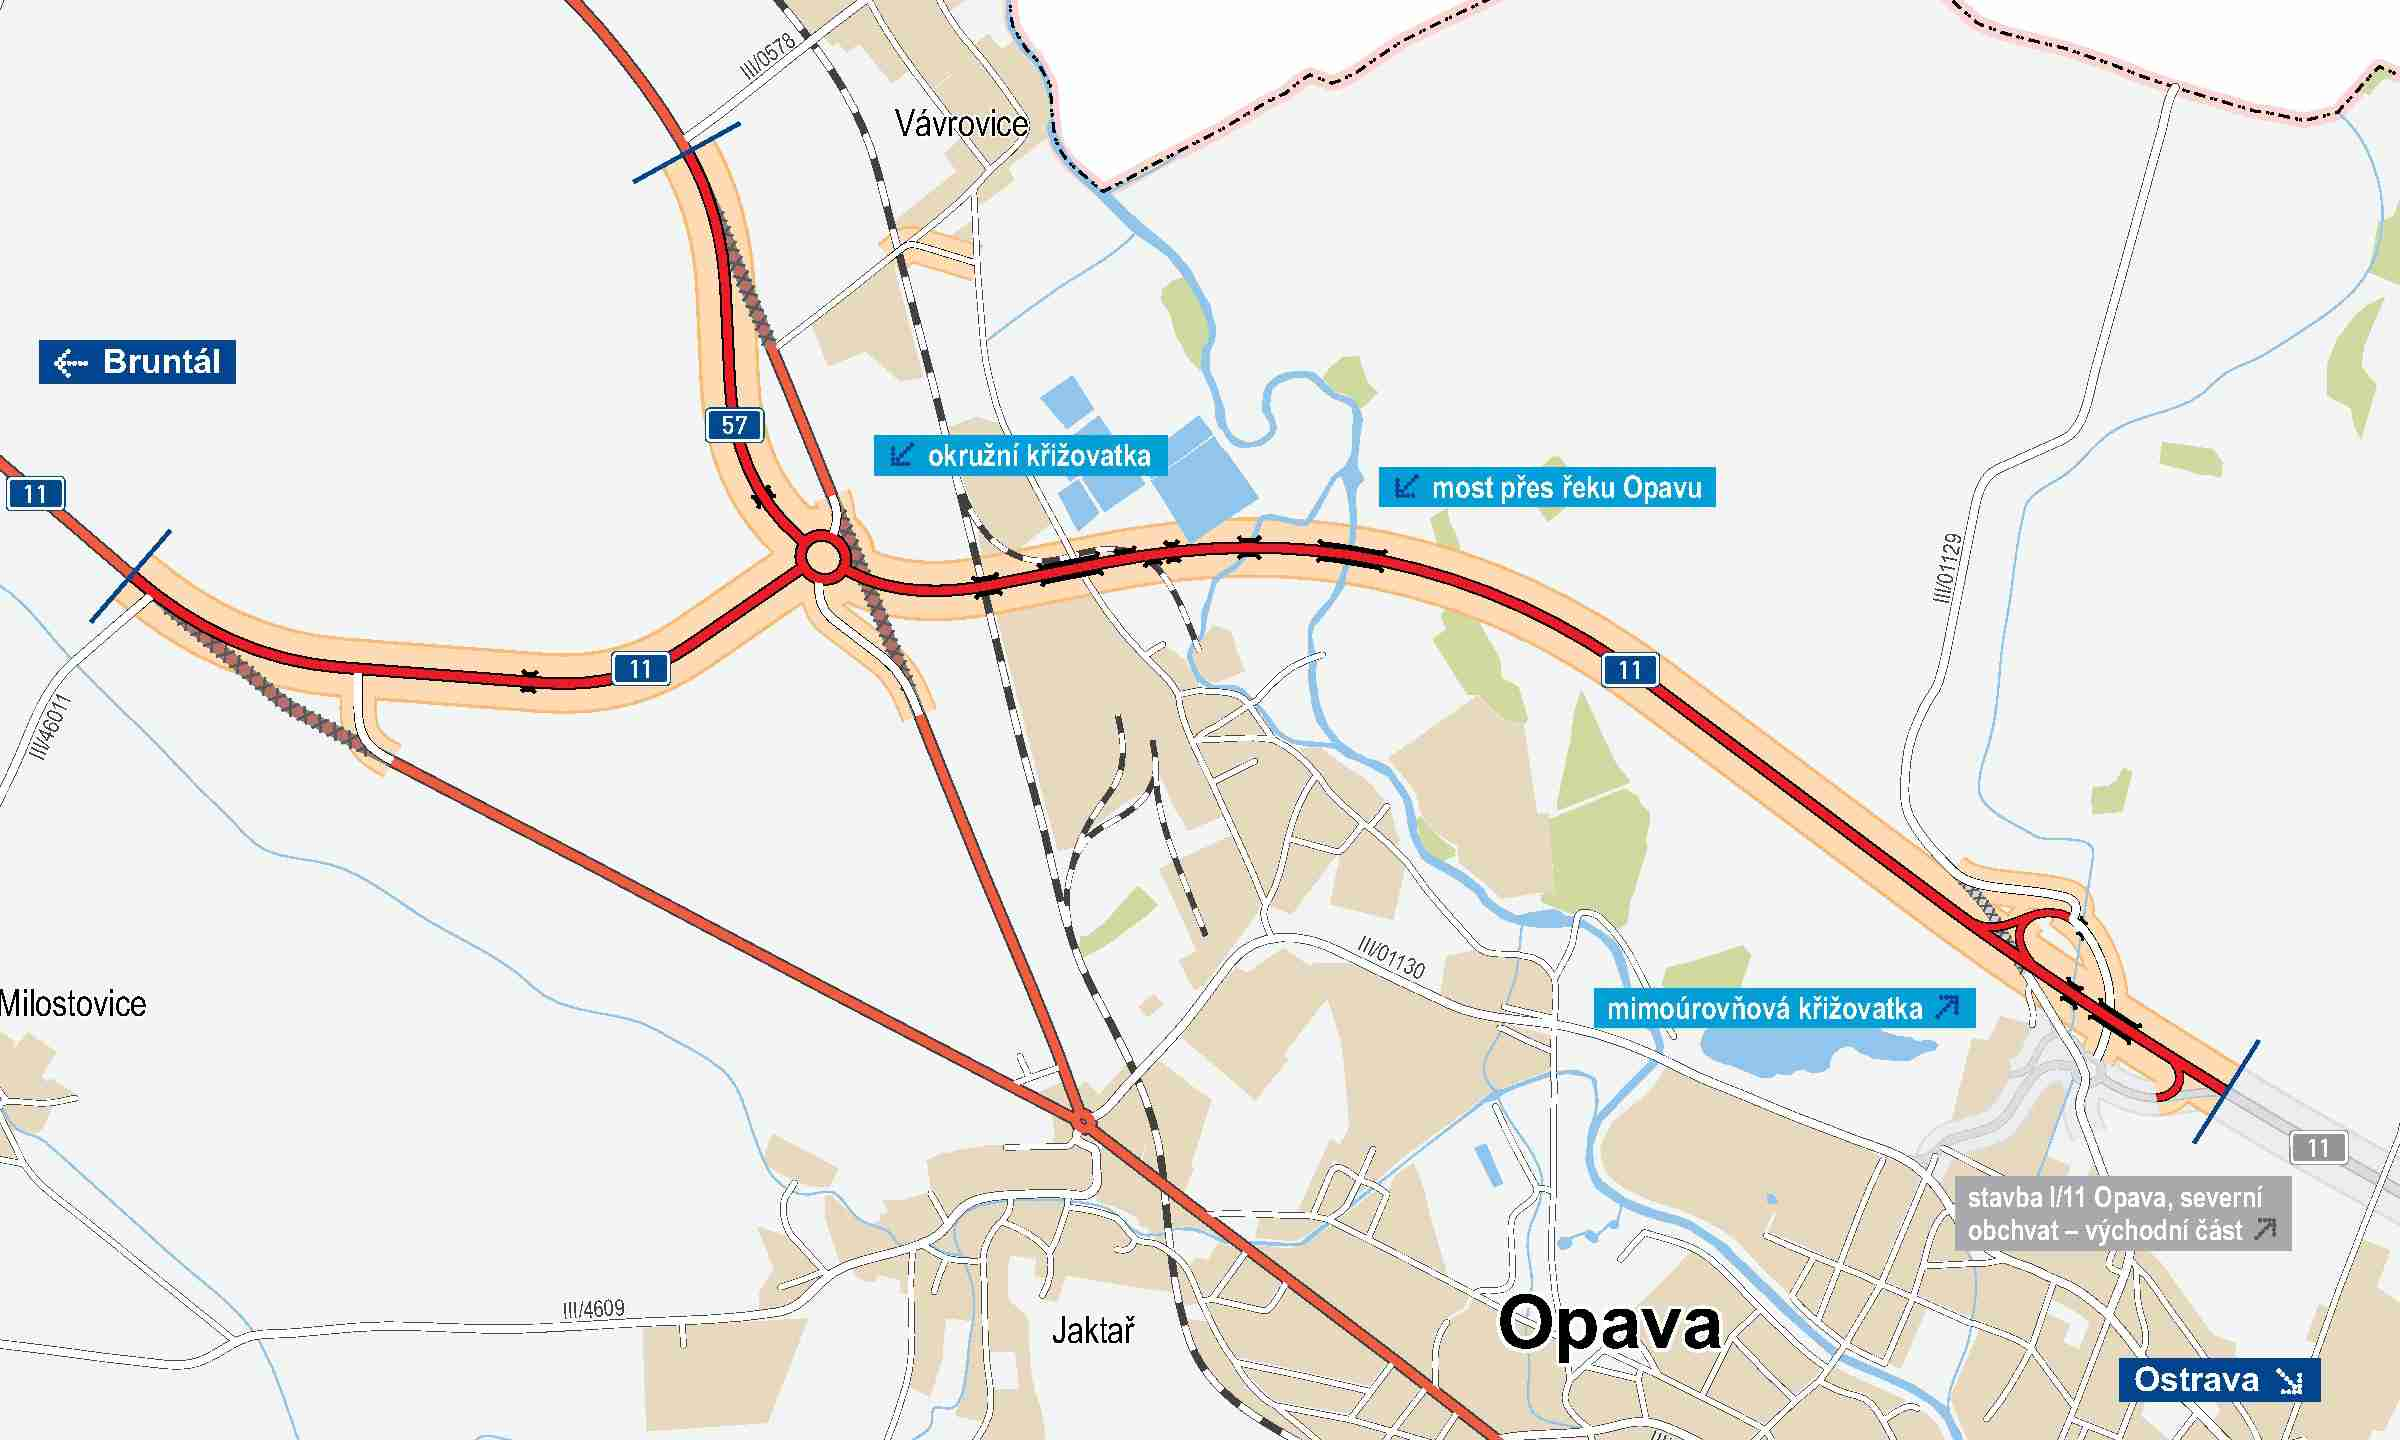 III/0578
Vávrovice
Bruntál
57
okružní křižovatka
most přes řeku Opavu
11
III/01129
11
11
III/46011
III/01130
Milostovice
mimoúrovňová křižovatka
11
stavba I/11 Opava, severní
obchvat – východní část
III/4609
Jaktař
Opava
Ostrava